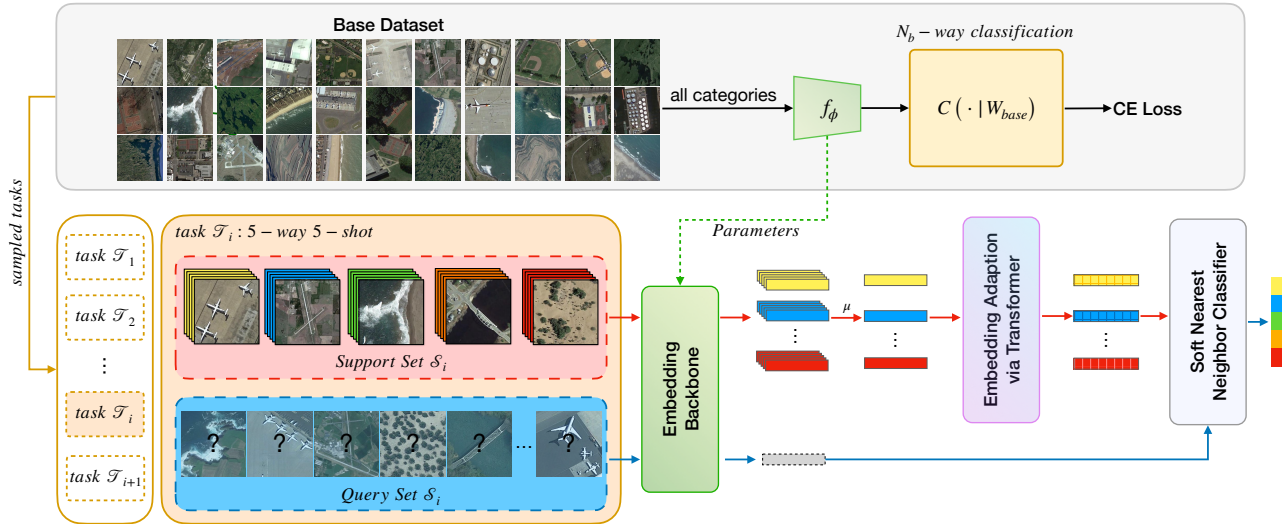 Base Dataset
N_b – way classification
all categories
f_ϕ
C ( · | W_base)
CE Loss
sampled tasks
Parameters
task 𝒯_1
task 𝒯_2
⋮
task 𝒯_i
task 𝒯_{i+1}
task 𝒯_i : 5 – way 5 – shot
Support Set 𝒮_i
? ? ? ? ? ... ?
Query Set 𝒮_i
Embedding
Backbone
μ
⋮ ⋮ ⋮
Embedding Adaption
via Transformer
Soft Nearest
Neighbor Classifier